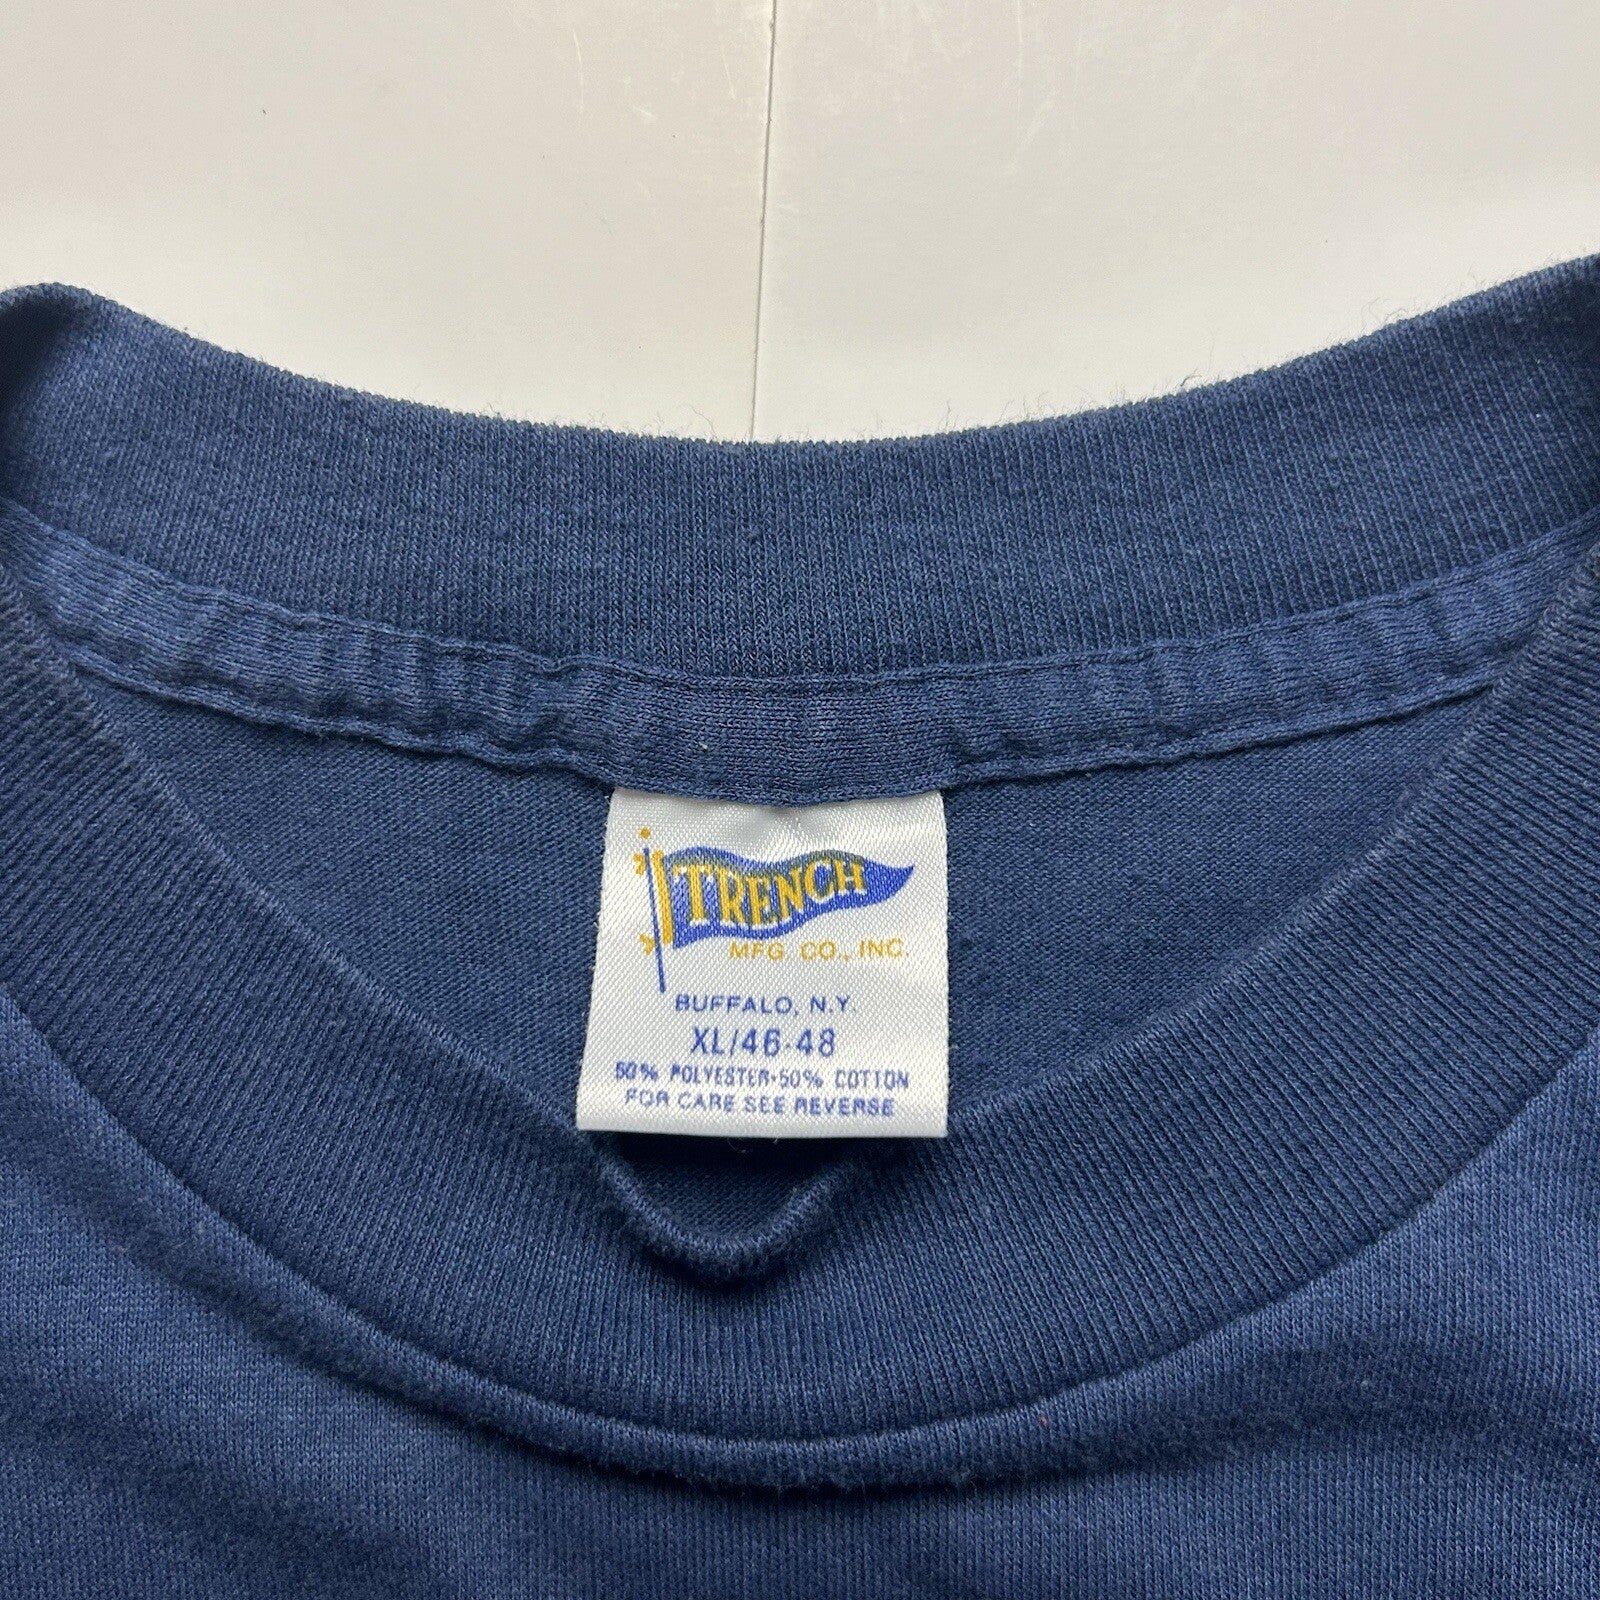 TRENCH
MFG. CO., INC.
BUFFALO, N.Y.
XL/46-48
50% POLYESTER·50% COTTON
FOR CARE SEE REVERSE